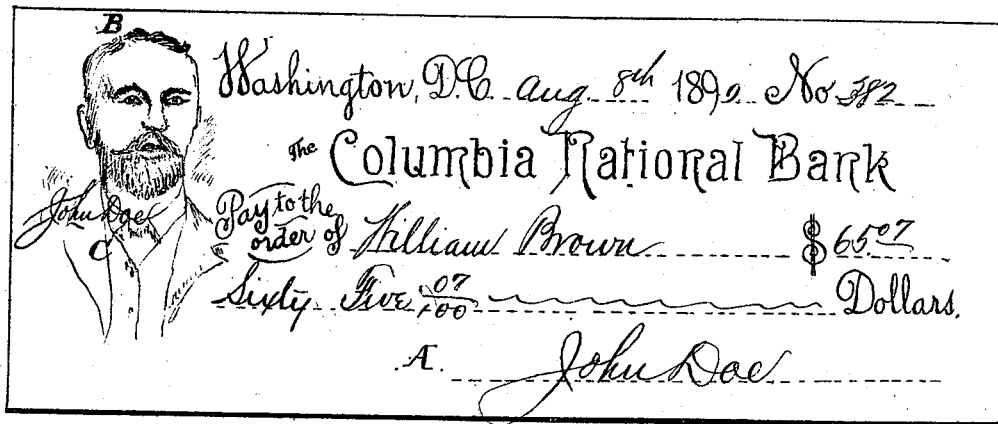 B
Washington, D.C. Aug. 8th 1890. No 382
The Columbia National Bank
Pay to the order of William Brown $ 65.07
Sixty Five .07/100 Dollars.
John Doe
C
A. John Doe